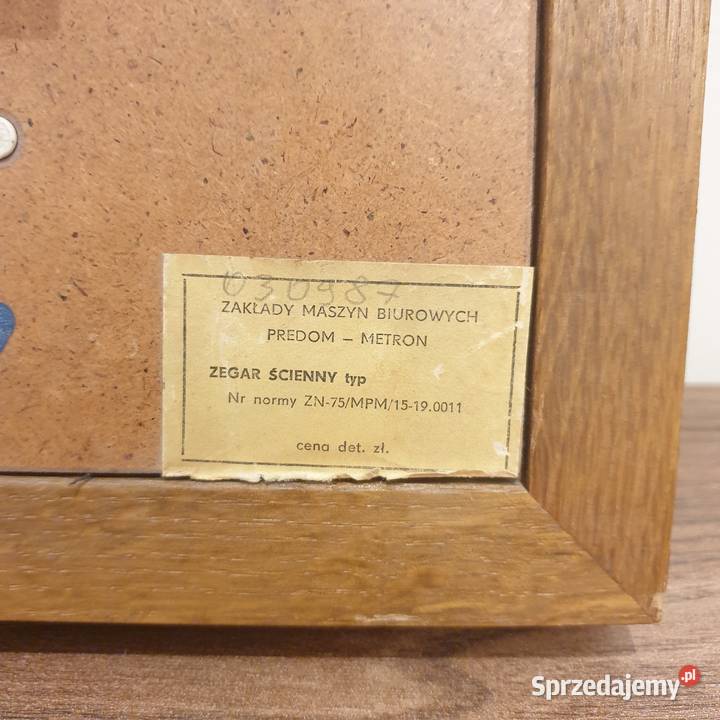 030987
ZAKŁADY MASZYN BIUROWYCH
PREDOM – METRON
ZEGAR ŚCIENNY typ
Nr normy ZN-75/MPM/15-19.0011
cena det. zł.
Sprzedajemy.pl